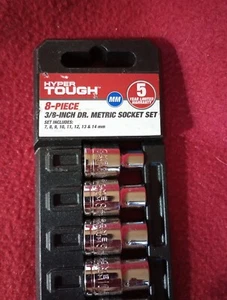 HYPER
TOUGH
MM
5
YEAR LIMITED
WARRANTY
8-PIECE
3/8-INCH DR. METRIC SOCKET SET
SET INCLUDES:
7, 8, 9, 10, 11, 12, 13 & 14 mm